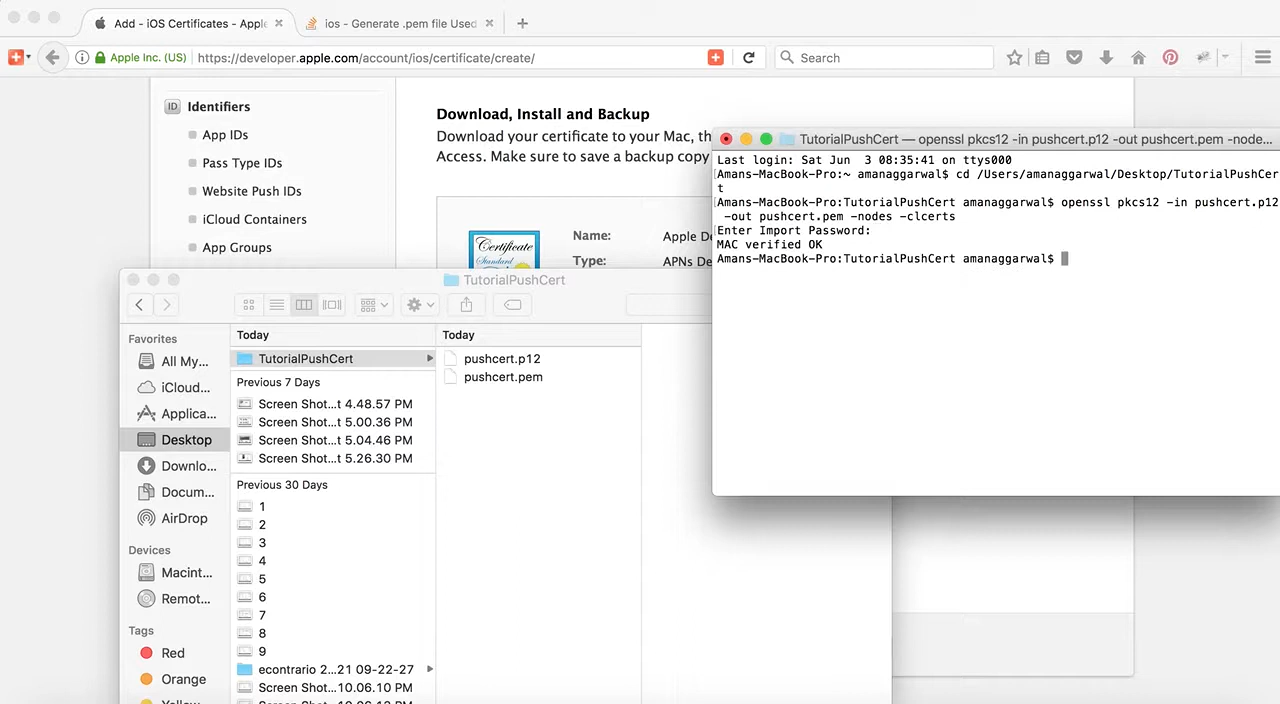 Add - iOS Certificates - Apple
ios - Generate .pem file Used
Apple Inc. (US)
https://developer.apple.com/account/ios/certificate/create/
Search
ID Identifiers
App IDs
Pass Type IDs
Website Push IDs
iCloud Containers
App Groups
Download, Install and Backup
Download your certificate to your Mac, th
Access. Make sure to save a backup copy
Certificate
Standard
Name: Apple De
Type: APNs De
TutorialPushCert — openssl pkcs12 -in pushcert.p12 -out pushcert.pem -node...
Last login: Sat Jun  3 08:35:41 on ttys000
[Amans-MacBook-Pro:~ amanaggarwal$ cd /Users/amanaggarwal/Desktop/TutorialPushCer
t
[Amans-MacBook-Pro:TutorialPushCert amanaggarwal$ openssl pkcs12 -in pushcert.p12
-out pushcert.pem -nodes -clcerts
Enter Import Password:
MAC verified OK
Amans-MacBook-Pro:TutorialPushCert amanaggarwal$
TutorialPushCert
Favorites
All My...
iCloud...
Applica...
Desktop
Downlo...
Docum...
AirDrop
Devices
Macint...
Remot...
Tags
Red
Orange
Yellow
Today
TutorialPushCert
Previous 7 Days
Screen Shot...t 4.48.57 PM
Screen Shot...t 5.00.36 PM
Screen Shot...t 5.04.46 PM
Screen Shot...t 5.26.30 PM
Previous 30 Days
1
2
3
4
5
6
7
8
9
econtrario 2...21 09-22-27
Screen Shot...10.06.10 PM
Today
pushcert.p12
pushcert.pem